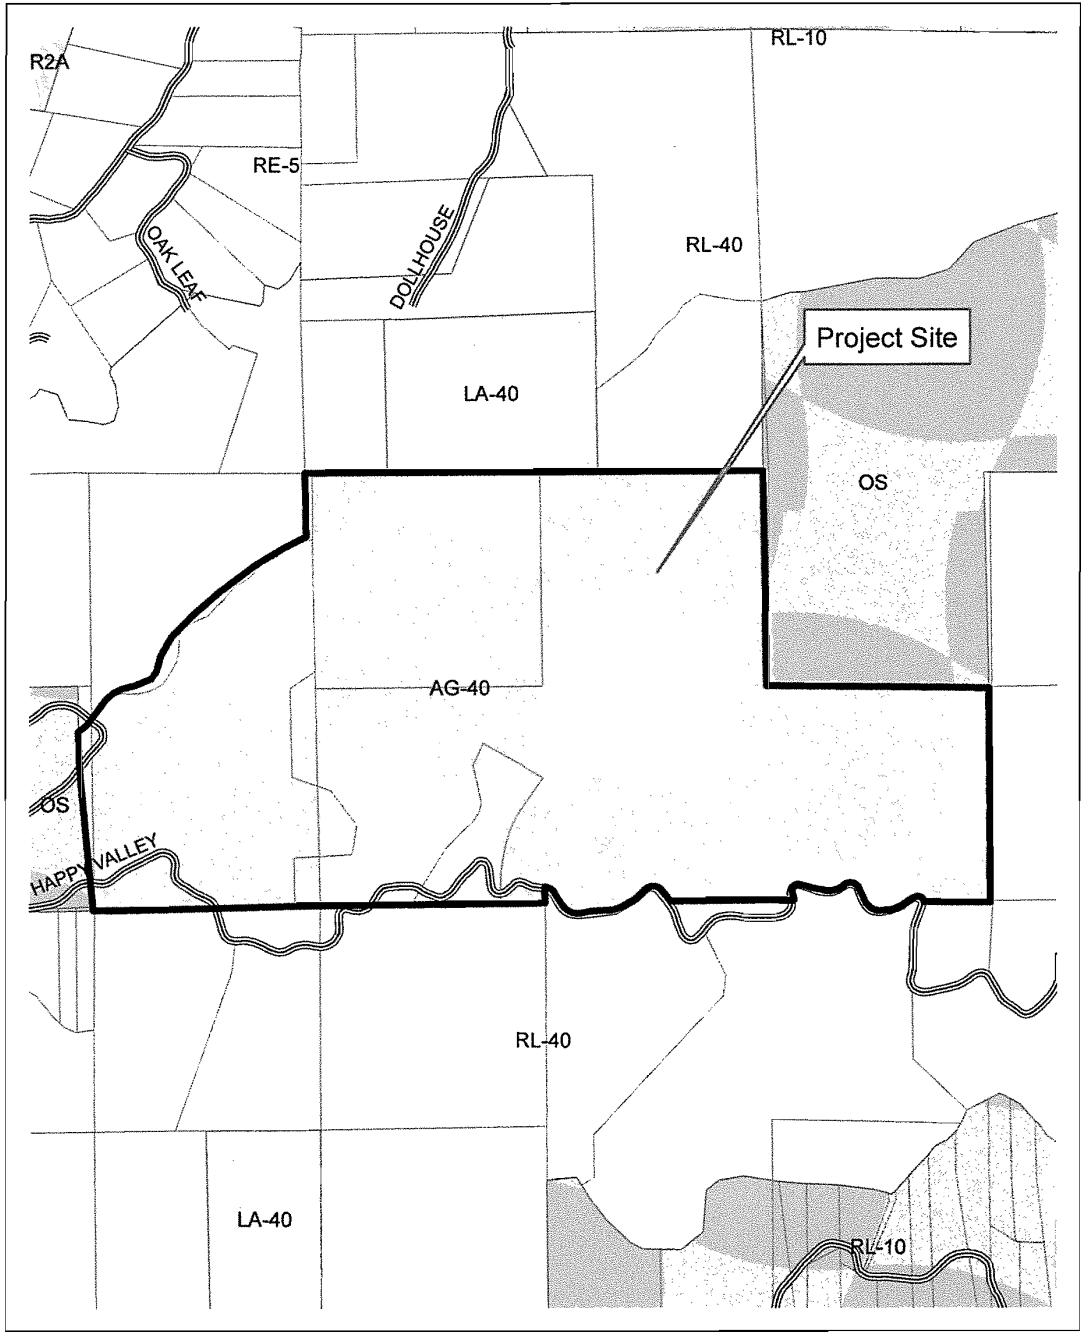 RL-10
R2A
RE-5
OAK LEAF
DOLLHOUSE
RL-40
Project Site
LA-40
OS
AG-40
OS
HAPPY VALLEY
RL-40
LA-40
RL-10